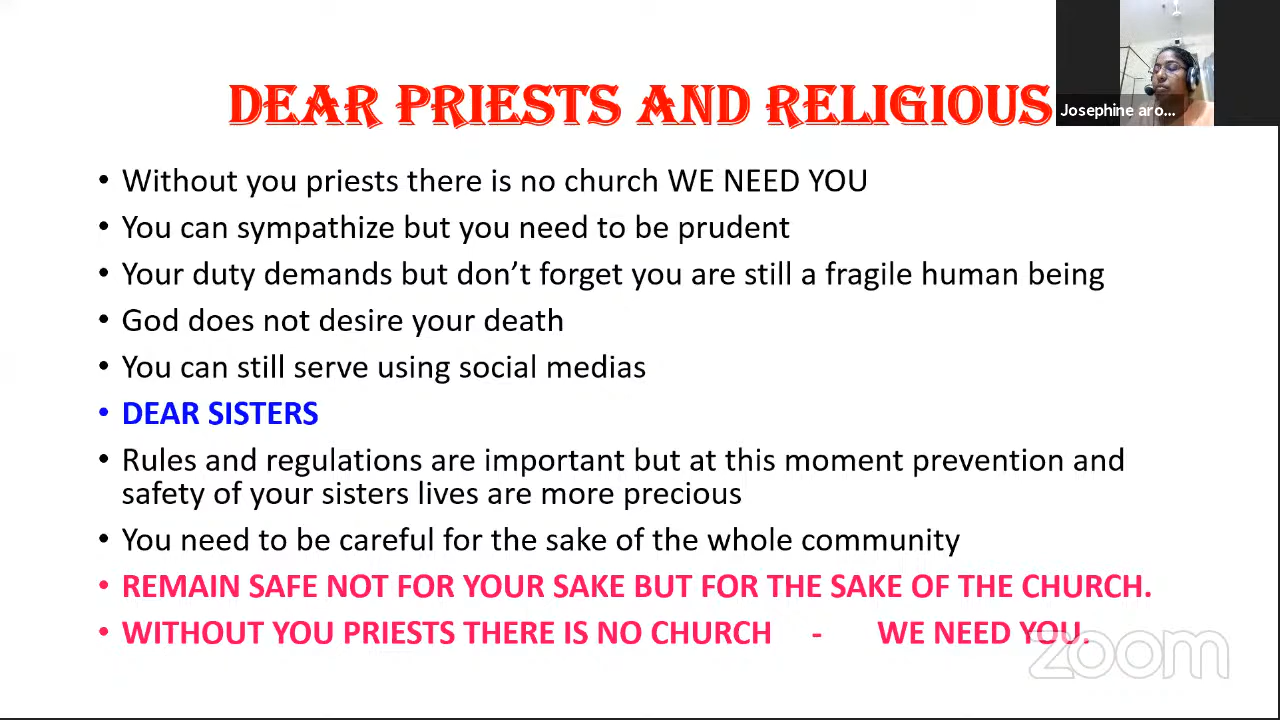 DEAR PRIESTS AND RELIGIOUS
Josephine aro...
• Without you priests there is no church WE NEED YOU
• You can sympathize but you need to be prudent
• Your duty demands but don’t forget you are still a fragile human being
• God does not desire your death
• You can still serve using social medias
• DEAR SISTERS
• Rules and regulations are important but at this moment prevention and
safety of your sisters lives are more precious
• You need to be careful for the sake of the whole community
• REMAIN SAFE NOT FOR YOUR SAKE BUT FOR THE SAKE OF THE CHURCH.
• WITHOUT YOU PRIESTS THERE IS NO CHURCH - WE NEED YOU.
zoom